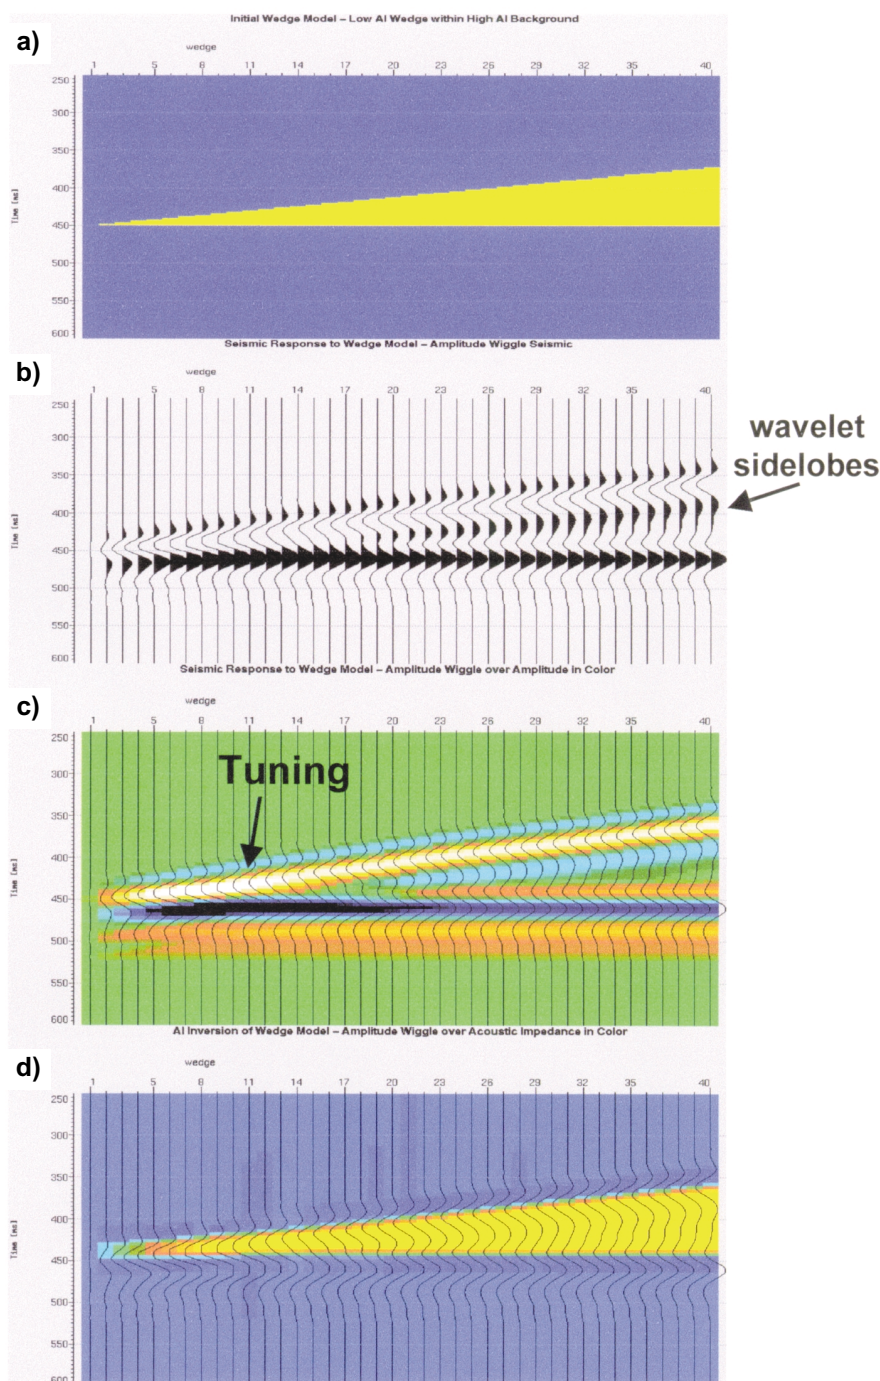 Initial Wedge Model – Low AI Wedge within High AI Background
a)
wedge
1 5 8 11 14 17 20 23 26 29 32 35 40
250
300
350
400
450
500
550
600
Time [ms]
Seismic Response to Wedge Model – Amplitude Wiggle Seismic
b)
wedge
1 5 8 11 14 17 20 23 26 29 32 35 40
250
300
350
400
450
500
550
600
Time [ms]
wavelet
sidelobes
Seismic Response to Wedge Model – Amplitude Wiggle over Amplitude in Color
c)
wedge
1 5 8 11 14 17 20 23 26 29 32 35 40
250
300
350
400
450
500
550
600
Time [ms]
Tuning
AI Inversion of Wedge Model – Amplitude Wiggle over Acoustic Impedance in Color
d)
wedge
1 5 8 11 14 17 20 23 26 29 32 35 40
250
300
350
400
450
500
550
600
Time [ms]